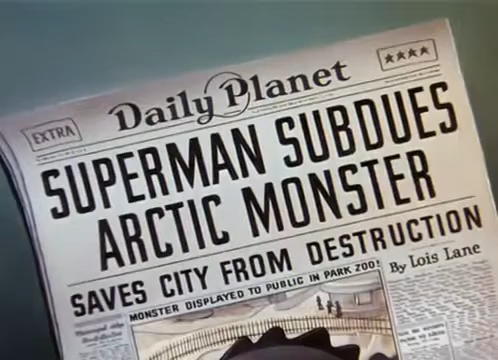 EXTRA
Daily Planet
SUPERMAN SUBDUES
ARCTIC MONSTER
SAVES CITY FROM DESTRUCTION
MONSTER DISPLAYED TO PUBLIC IN PARK ZOO!
By Lois Lane